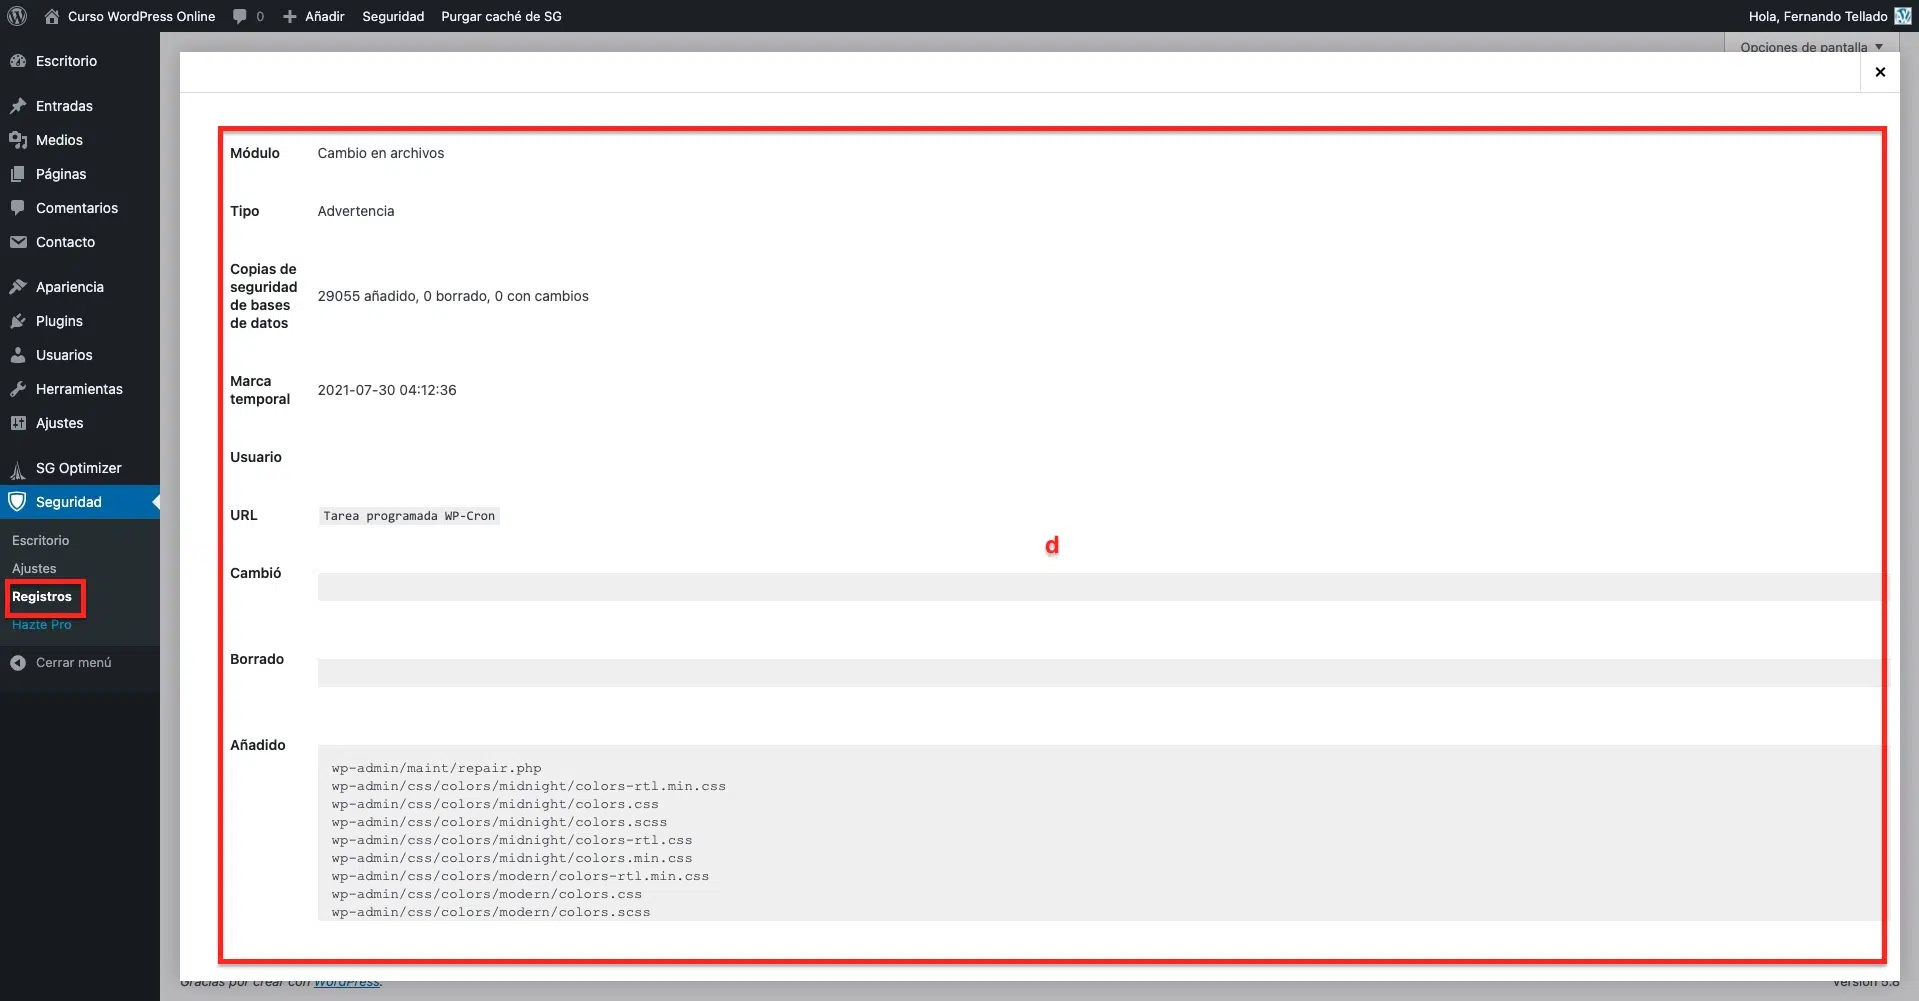 Curso WordPress Online 0 Añadir Seguridad Purgar caché de SG Hola, Fernando Tellado
Opciones de pantalla
Escritorio
Entradas
Medios
Páginas
Comentarios
Contacto
Apariencia
Plugins
Usuarios
Herramientas
Ajustes
SG Optimizer
Seguridad
Escritorio
Ajustes
Registros
Hazte Pro
Cerrar menú
Módulo Cambio en archivos
Tipo Advertencia
Copias de
seguridad
de bases
de datos
29055 añadido, 0 borrado, 0 con cambios
Marca
temporal
2021-07-30 04:12:36
Usuario
URL Tarea programada WP-Cron
d
Cambió
Borrado
Añadido
wp-admin/maint/repair.php
wp-admin/css/colors/midnight/colors-rtl.min.css
wp-admin/css/colors/midnight/colors.css
wp-admin/css/colors/midnight/colors.scss
wp-admin/css/colors/midnight/colors-rtl.css
wp-admin/css/colors/midnight/colors.min.css
wp-admin/css/colors/modern/colors-rtl.min.css
wp-admin/css/colors/modern/colors.css
wp-admin/css/colors/modern/colors.scss
Gracias por crear con WordPress. Versión 5.8